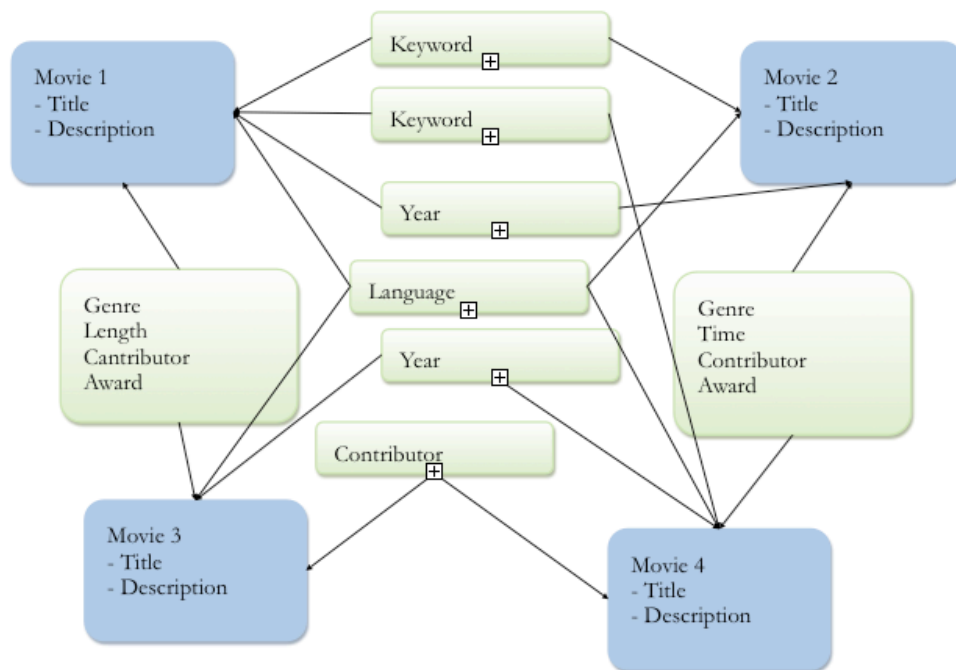 Keyword
Movie 1
- Title
- Description
Movie 2
- Title
- Description
Keyword
Year
Language
Genre
Length
Cantributor
Award
Genre
Time
Contributor
Award
Year
Contributor
Movie 3
- Title
- Description
Movie 4
- Title
- Description